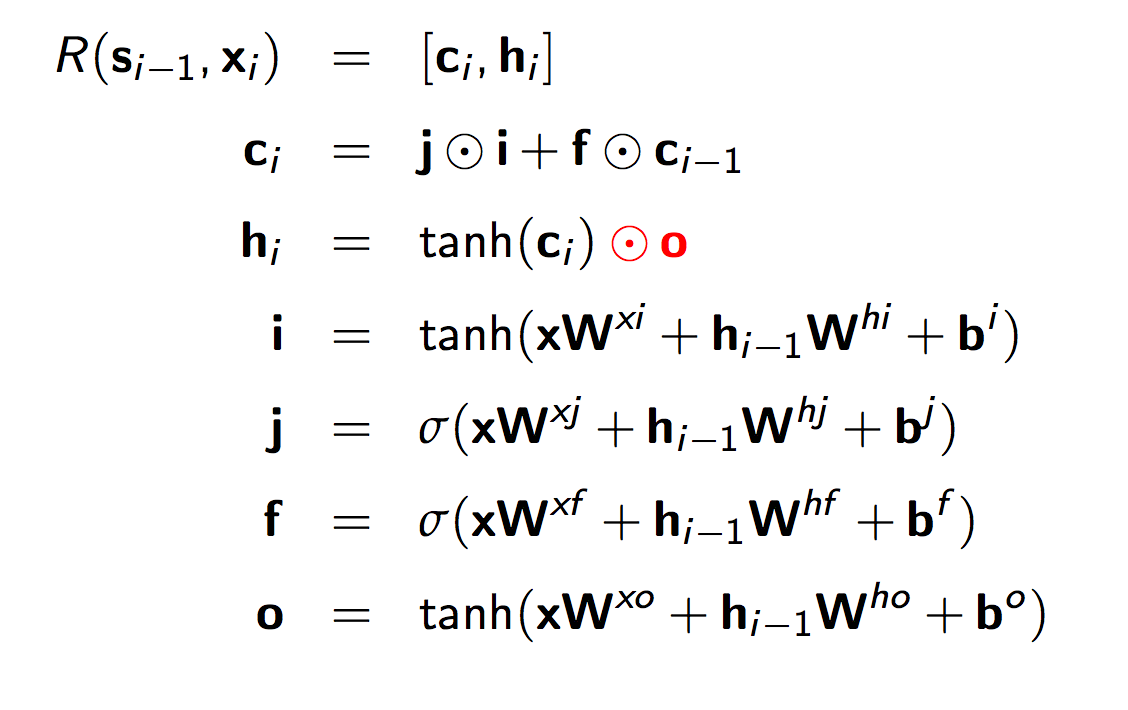 R(s_{i−1}, x_i) = [c_i, h_i]
c_i = j ⊙ i + f ⊙ c_{i−1}
h_i = tanh(c_i) ⊙ o
i = tanh(xW^{xi} + h_{i−1}W^{hi} + b^i)
j = σ(xW^{xj} + h_{i−1}W^{hj} + b^j)
f = σ(xW^{xf} + h_{i−1}W^{hf} + b^f)
o = tanh(xW^{xo} + h_{i−1}W^{ho} + b^o)